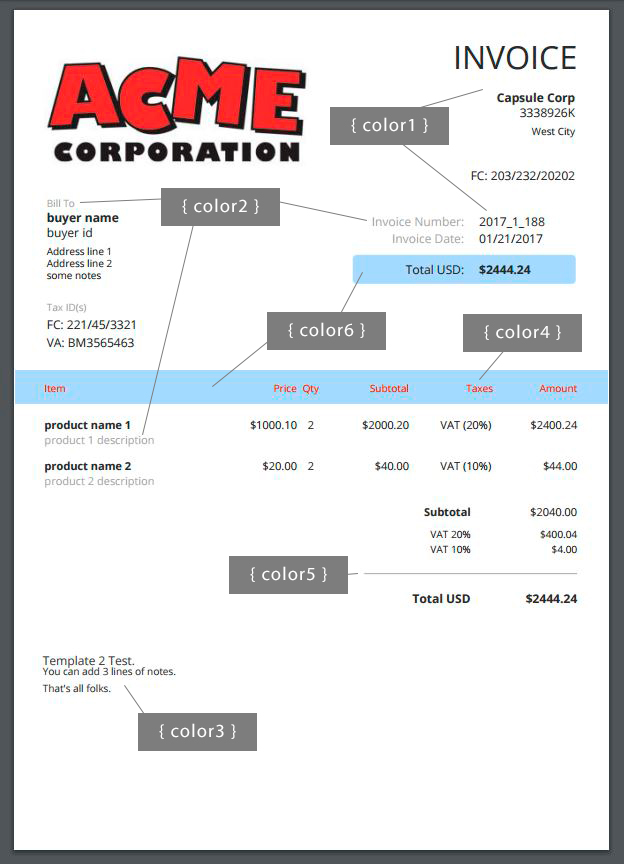 ACME
CORPORATION
INVOICE
Capsule Corp
3338926K
West City
{ color1 }
FC: 203/232/20202
{ color2 }
Bill To
buyer name
buyer id
Address line 1
Address line 2
some notes
Invoice Number: 2017_1_188
Invoice Date: 01/21/2017
Total USD: $2444.24
Tax ID(s)
FC: 221/45/3321
VA: BM3565463
{ color6 }
{ color4 }
Item Price Qty Subtotal Taxes Amount
product name 1 $1000.10 2 $2000.20 VAT (20%) $2400.24
product 1 description
product name 2 $20.00 2 $40.00 VAT (10%) $44.00
product 2 description
Subtotal $2040.00
VAT 20% $400.04
VAT 10% $4.00
{ color5 }
Total USD $2444.24
Template 2 Test.
You can add 3 lines of notes.
That's all folks.
{ color3 }